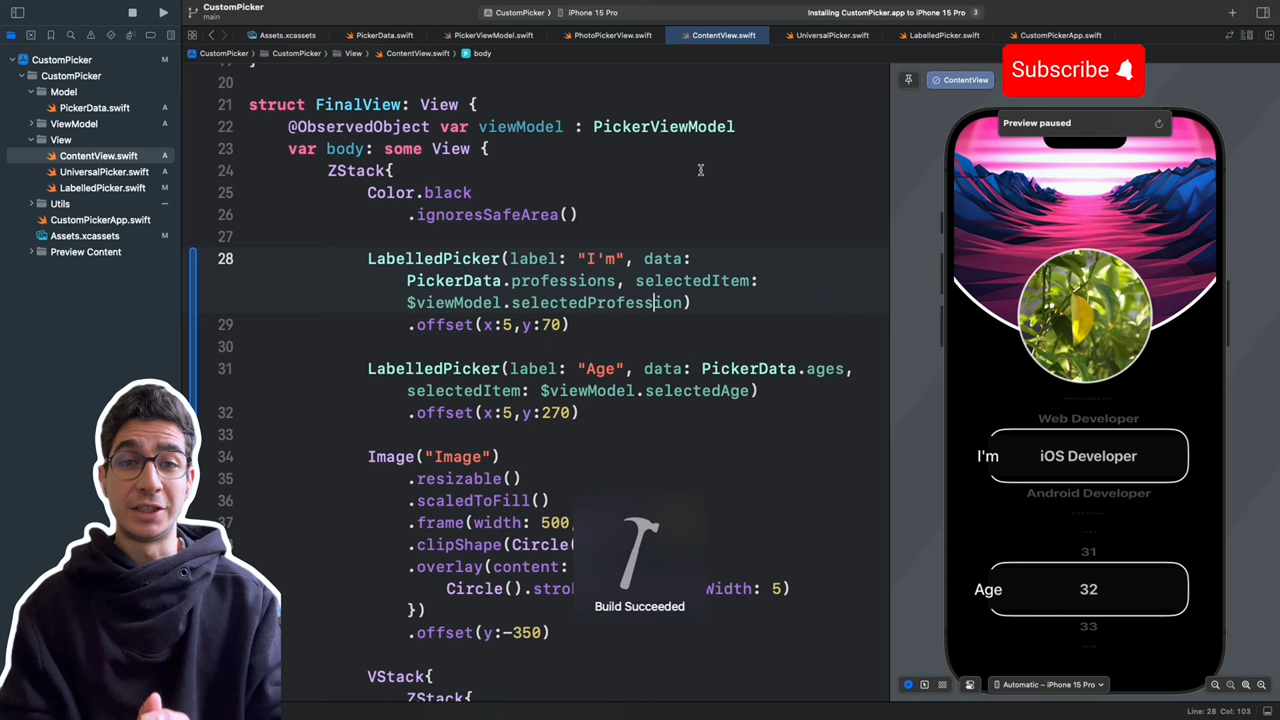 CustomPicker
main
CustomPicker 〉 iPhone 15 Pro
Installing CustomPicker.app to iPhone 15 Pro 3
Assets.xcassets
PickerData.swift
PickerViewModel.swift
PhotoPickerView.swift
ContentView.swift
UniversalPicker.swift
LabelledPicker.swift
CustomPickerApp.swift
CustomPicker 〉 CustomPicker 〉 View 〉 ContentView.swift 〉 body
CustomPicker M
CustomPicker
Model
PickerData.swift A
ViewModel A
View
ContentView.swift A
UniversalPicker.swift A
LabelledPicker.swift A
Utils
CustomPickerApp.swift
Assets.xcassets
Preview Content
20
21 struct FinalView: View {
22 @ObservedObject var viewModel : PickerViewModel
23 var body: some View {
24 ZStack{
25 Color.black
26 .ignoresSafeArea()
27
28 LabelledPicker(label: "I'm", data:
PickerData.professions, selectedItem:
$viewModel.selectedProfession)
29 .offset(x:5,y:70)
30
31 LabelledPicker(label: "Age", data: PickerData.ages,
selectedItem: $viewModel.selectedAge)
32 .offset(x:5,y:270)
33
34 Image("Image")
35 .resizable()
36 .scaledToFill()
37 .frame(width: 500,
.clipShape(Circle(
.overlay(content:
Circle().stro Width: 5)
})
.offset(y:-350)
VStack{
ZStack{
Build Succeeded
Subscribe
ContentView
Preview paused
Web Developer
I'm iOS Developer
Android Developer
31
Age 32
33
Automatic – iPhone 15 Pro
Line: 28 Col: 103